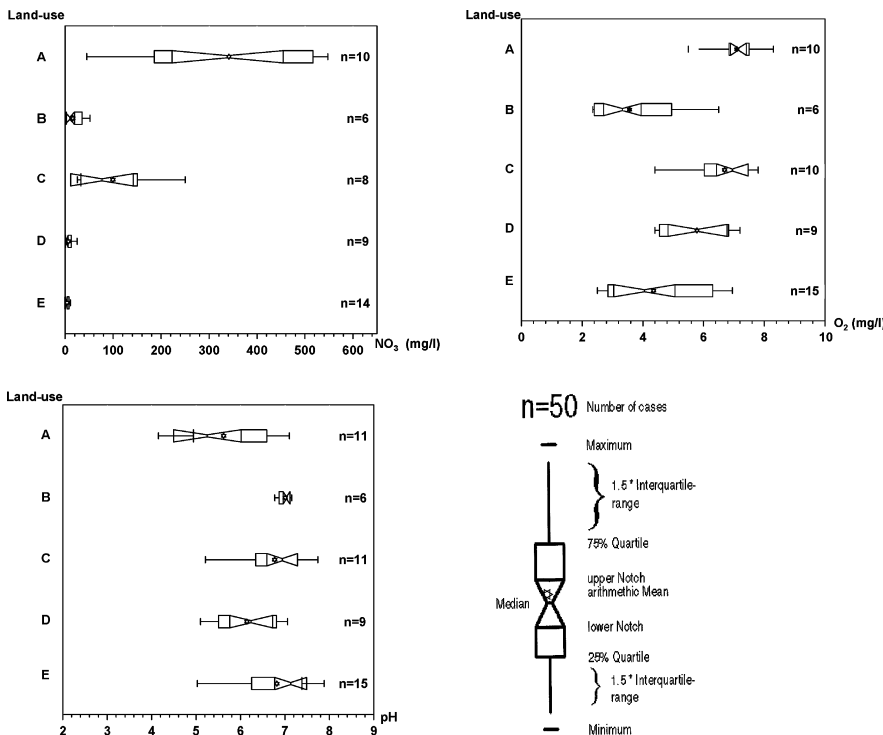 Land-use
A n=10
B n=6
C n=8
D n=9
E n=14
0 100 200 300 400 500 600
NO3 (mg/l)
Land-use
A n=10
B n=6
C n=10
D n=9
E n=15
0 2 4 6 8 10
O2 (mg/l)
Land-use
A n=11
B n=6
C n=11
D n=9
E n=15
2 3 4 5 6 7 8 9
pH
n=50 Number of cases
Maximum
1.5 * Interquartile-
range
75% Quartile
upper Notch
arithmethic Mean
Median
lower Notch
25% Quartile
1.5 * Interquartile-
range
Minimum